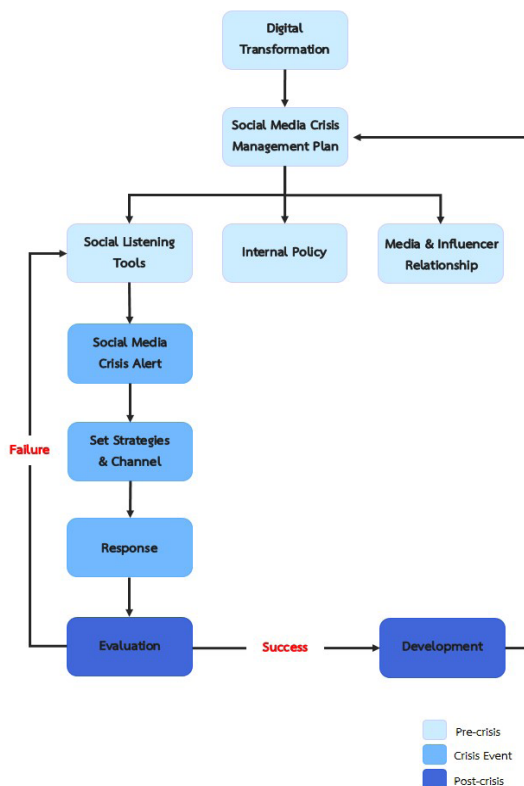 Digital
Transformation
Social Media Crisis
Management Plan
Social Listening
Tools
Internal Policy
Media & Influencer
Relationship
Social Media
Crisis Alert
Set Strategies
& Channel
Failure
Response
Evaluation
Success
Development
Pre-crisis
Crisis Event
Post-crisis